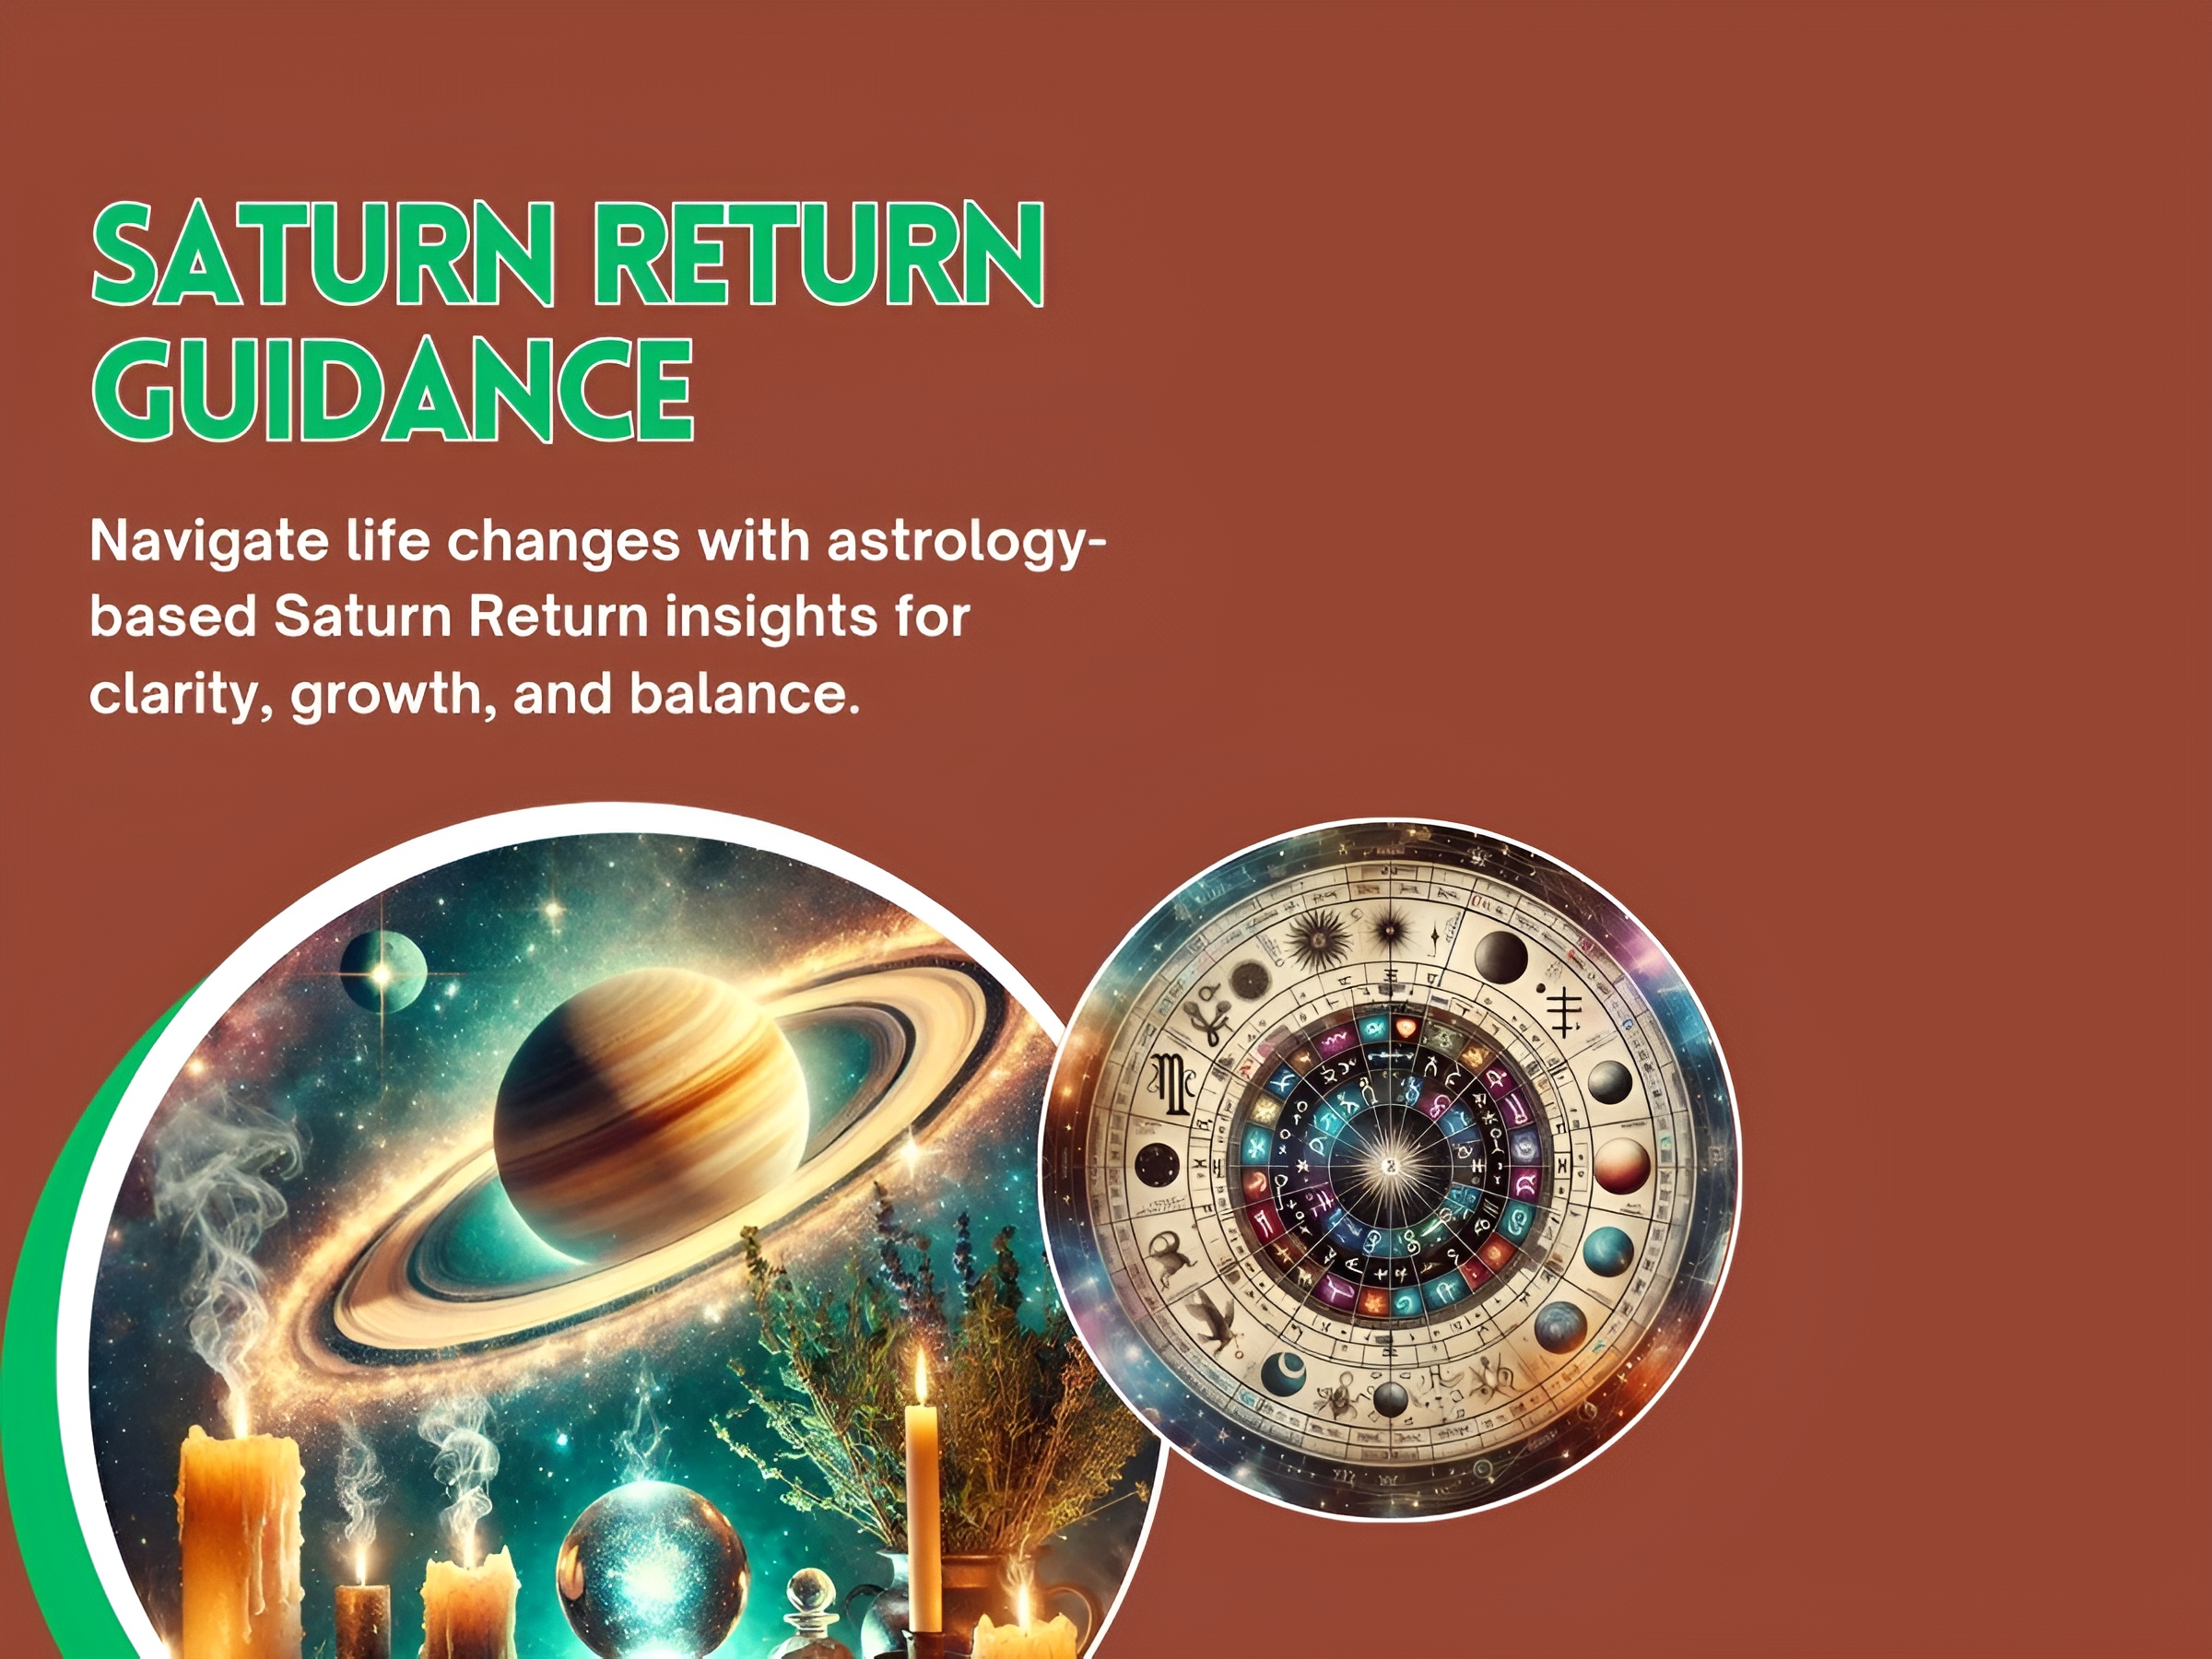 SATURN RETURN
GUIDANCE
Navigate life changes with astrology-
based Saturn Return insights for
clarity, growth, and balance.